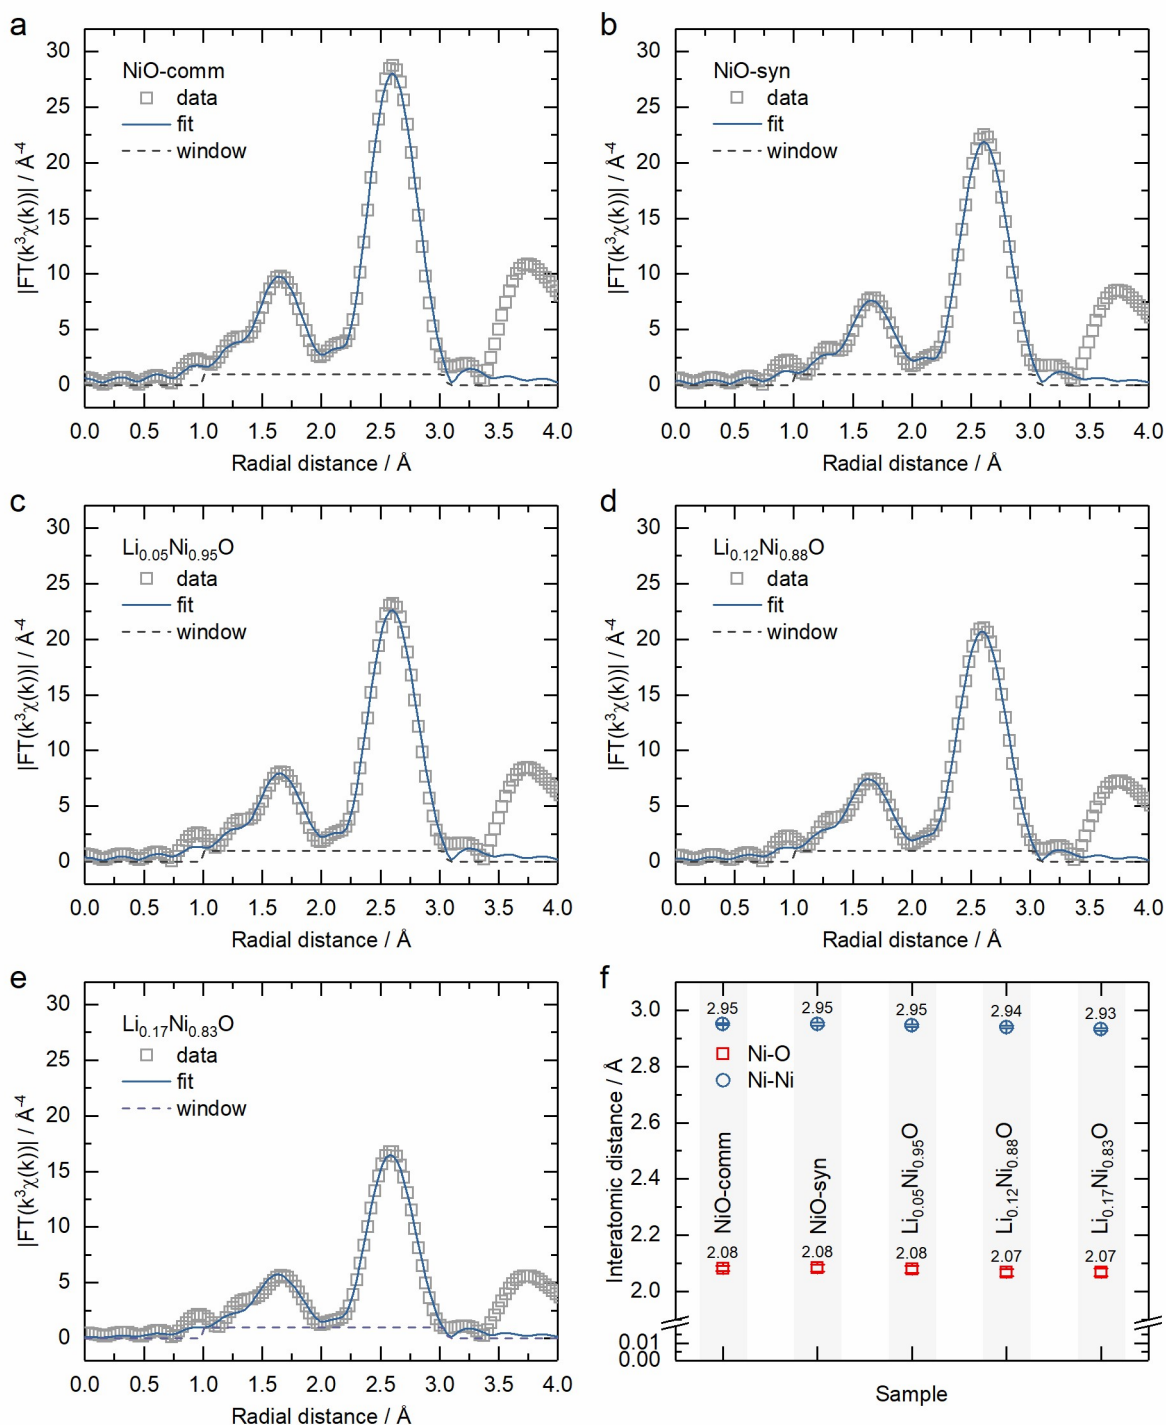 a
NiO-comm
data
fit
window
30
25
20
15
10
5
0
|FT(k³χ(k))| / Å⁻⁴
0.0 0.5 1.0 1.5 2.0 2.5 3.0 3.5 4.0
Radial distance / Å
b
NiO-syn
data
fit
window
30
25
20
15
10
5
0
|FT(k³χ(k))| / Å⁻⁴
0.0 0.5 1.0 1.5 2.0 2.5 3.0 3.5 4.0
Radial distance / Å
c
Li₀.₀₅Ni₀.₉₅O
data
fit
window
30
25
20
15
10
5
0
|FT(k³χ(k))| / Å⁻⁴
0.0 0.5 1.0 1.5 2.0 2.5 3.0 3.5 4.0
Radial distance / Å
d
Li₀.₁₂Ni₀.₈₈O
data
fit
window
30
25
20
15
10
5
0
|FT(k³χ(k))| / Å⁻⁴
0.0 0.5 1.0 1.5 2.0 2.5 3.0 3.5 4.0
Radial distance / Å
e
Li₀.₁₇Ni₀.₈₃O
data
fit
window
30
25
20
15
10
5
0
|FT(k³χ(k))| / Å⁻⁴
0.0 0.5 1.0 1.5 2.0 2.5 3.0 3.5 4.0
Radial distance / Å
f
2.95 2.95 2.95 2.94 2.93
Ni-O
Ni-Ni
NiO-comm
NiO-syn
Li₀.₀₅Ni₀.₉₅O
Li₀.₁₂Ni₀.₈₈O
Li₀.₁₇Ni₀.₈₃O
2.08 2.08 2.08 2.07 2.07
3.0
2.8
2.6
2.4
2.2
2.0
0.01
0.00
Interatomic distance / Å
Sample